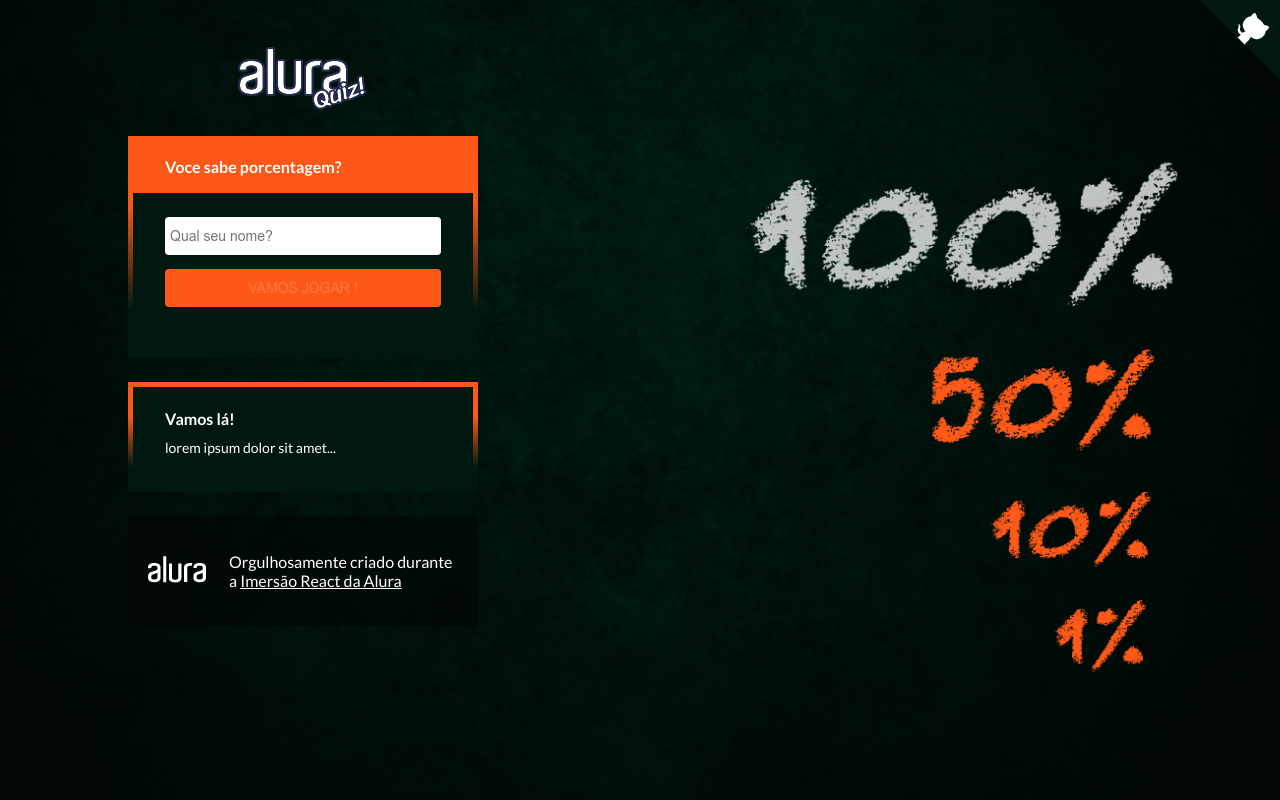 alura
Quiz!
Voce sabe porcentagem?
Qual seu nome?
VAMOS JOGAR !
Vamos lá!
lorem ipsum dolor sit amet...
alura
Orgulhosamente criado durante
a Imersão React da Alura
100%
50%
10%
1%